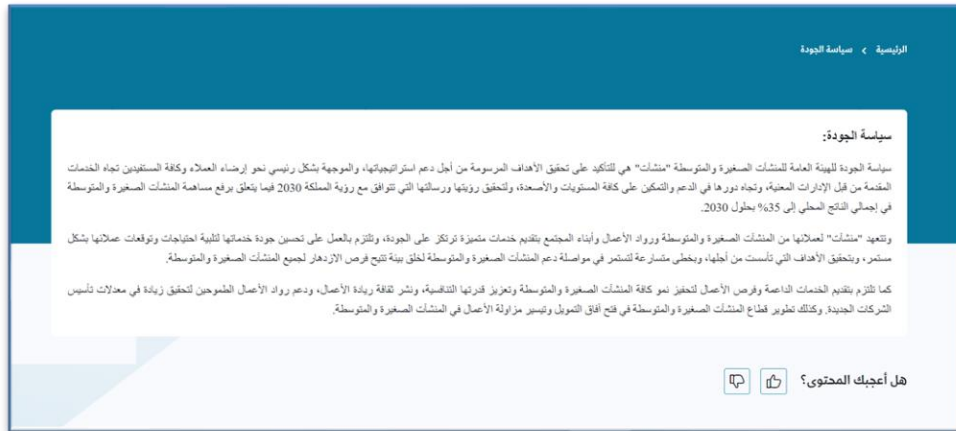 الرئيسية > سياسة الجودة
سياسة الجودة:
سياسة الجودة للهيئة العامة للمنشآت الصغيرة والمتوسطة "منشآت" هي للتأكيد على تحقيق الأهداف المرسومة من أجل دعم استراتيجياتها، والموجهة بشكل رئيسي نحو إرضاء العملاء وكافة المستفيدين تجاه الخدمات
المقدمة من قبل الإدارات المعنية، وتجاه دورها في الدعم والتمكين على كافة المستويات والأصعدة، ولتحقيق رؤيتها ورسالتها التي تتوافق مع رؤية المملكة 2030 فيما يتعلق برفع مساهمة المنشآت الصغيرة والمتوسطة
في إجمالي الناتج المحلي إلى 35% بحلول 2030.
وتتعهد "منشآت" لعملائها من المنشآت الصغيرة والمتوسطة ورواد الأعمال وأبناء المجتمع بتقديم خدمات متميزة ترتكز على الجودة، وتلتزم بالعمل على تحسين جودة خدماتها لتلبية احتياجات وتوقعات عملائها بشكل
مستمر، وبتحقيق الأهداف التي تأسست من أجلها، وبخطى متسارعة لتستمر في مواصلة دعم المنشآت الصغيرة والمتوسطة لخلق بيئة تتيح فرص الازدهار لجميع المنشآت الصغيرة والمتوسطة.
كما تلتزم بتقديم الخدمات الداعمة وفرص الأعمال لتحفيز نمو كافة المنشآت الصغيرة والمتوسطة وتعزيز قدرتها التنافسية، ونشر ثقافة ريادة الأعمال، ودعم رواد الأعمال الطموحين لتحقيق زيادة في معدلات تأسيس
الشركات الجديدة. وكذلك تطوير قطاع المنشآت الصغيرة والمتوسطة في فتح آفاق التمويل وتيسير مزاولة الأعمال في المنشآت الصغيرة والمتوسطة.
هل أعجبك المحتوى؟